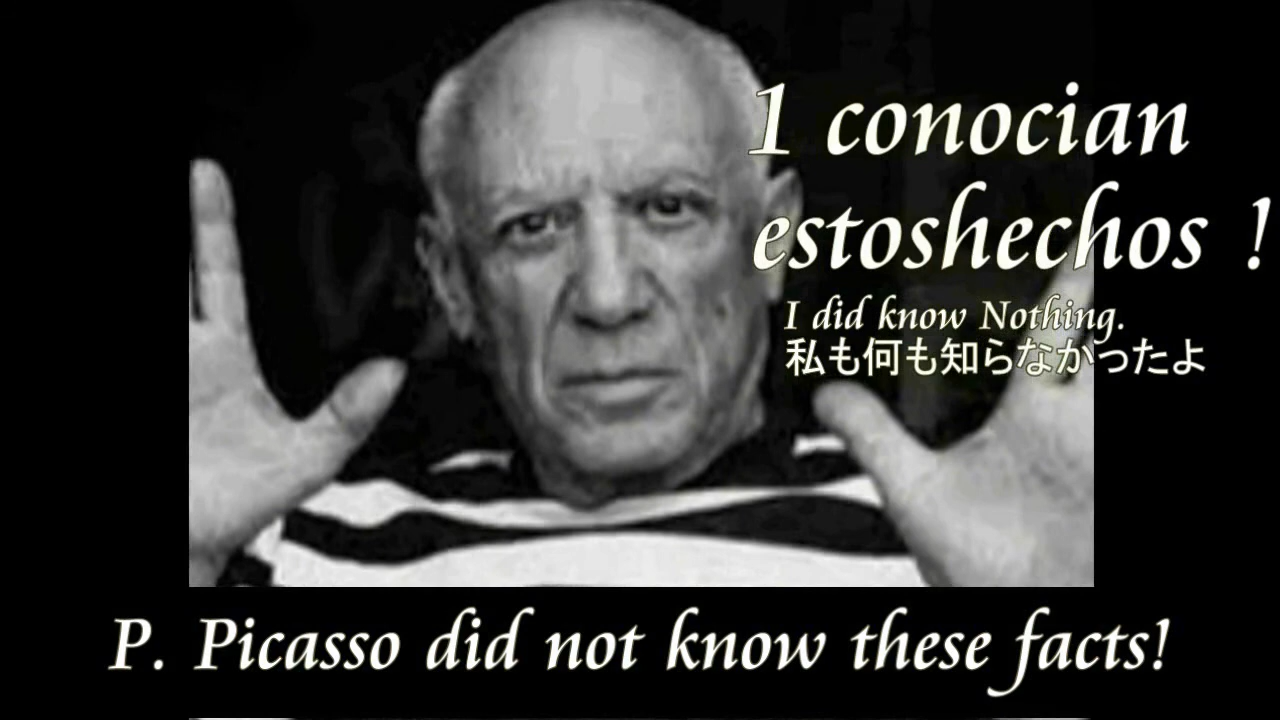 1 conocian
estoshechos !
I did know Nothing.
私も何も知らなかったよ
P. Picasso did not know these facts!